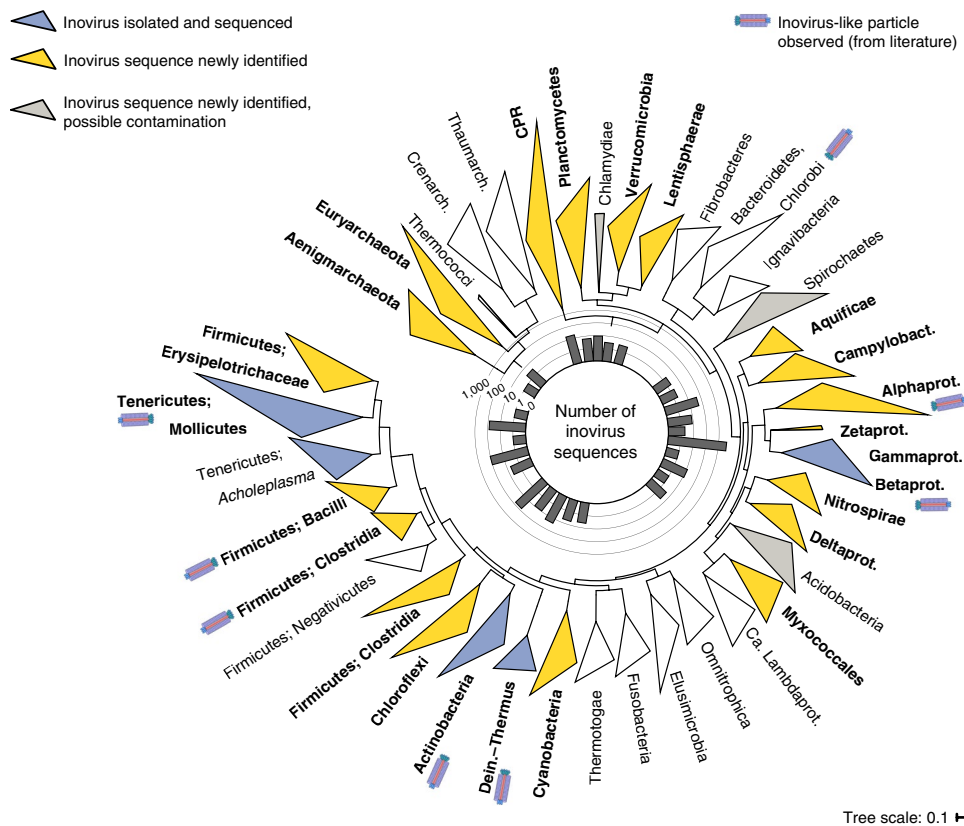 Inovirus isolated and sequenced
Inovirus sequence newly identified
Inovirus sequence newly identified,
possible contamination
Inovirus-like particle
observed (from literature)
Aenigmarchaeota
Euryarchaeota
Thermococci
Crenarch.
Thaumarch.
CPR
Planctomycetes
Chlamydiae
Verrucomicrobia
Lentisphaerae
Fibrobacteres
Bacteroidetes,
Chlorobi
Ignavibacteria
Spirochaetes
Aquificae
Campylobact.
Alphaprot.
Zetaprot.
Gammaprot.
Betaprot.
Nitrospirae
Deltaprot.
Acidobacteria
Myxococcales
Ca. Lambdaprot.
Omnitrophica
Elusimicrobia
Fusobacteria
Thermotogae
Cyanobacteria
Dein.–Thermus
Actinobacteria
Chloroflexi
Firmicutes; Clostridia
Firmicutes; Negativicutes
Firmicutes; Clostridia
Firmicutes; Bacilli
Tenericutes;
Acholeplasma
Tenericutes;
Mollicutes
Firmicutes;
Erysipelotrichaceae
1,000
100
10
1
0
Number of
inovirus
sequences
Tree scale: 0.1